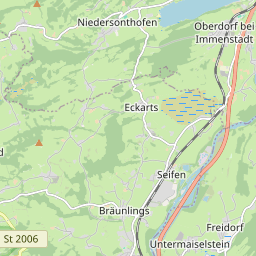 Niedersonthofen
Oberdorf bei
Immenstadt
Eckarts
Seifen
d
Bräunlings
Freidorf
St 2006
Untermaiselstein